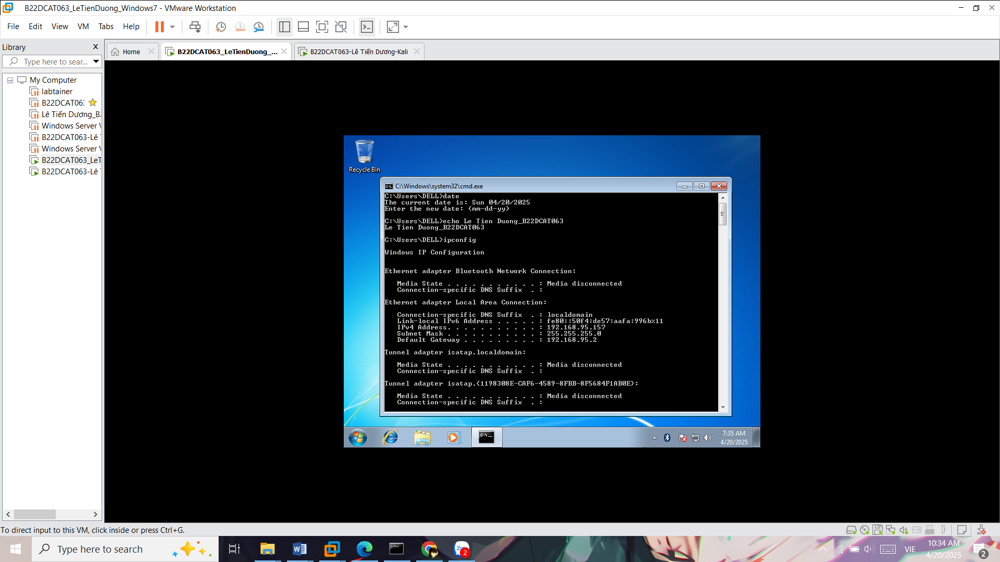 B22DCAT063_LeTienDuong_Windows7 - VMware Workstation
File Edit View VM Tabs Help
Library
Type here to sear...
Home
B22DCAT063_LeTienDuong_...
B22DCAT063-Lê Tiến Dương-Kali
My Computer
labtainer
B22DCAT063
Lê Tiến Dương_B2
Windows Server V
B22DCAT063-Lê
Windows Server V
B22DCAT063_LeT
B22DCAT063-Lê
Recycle Bin
C:\Windows\system32\cmd.exe
C:\Users\DELL>date
The current date is: Sun 04/20/2025
Enter the new date: (mm-dd-yy)
C:\Users\DELL>echo Le Tien Duong_B22DCAT063
Le Tien Duong_B22DCAT063
C:\Users\DELL>ipconfig
Windows IP Configuration
Ethernet adapter Bluetooth Network Connection:
Media State . . . . . . . . . . . : Media disconnected
Connection-specific DNS Suffix  . :
Ethernet adapter Local Area Connection:
Connection-specific DNS Suffix  . : localdomain
Link-local IPv6 Address . . . . . : fe80::50f4:de57:aafa:996b%11
IPv4 Address. . . . . . . . . . . : 192.168.95.157
Subnet Mask . . . . . . . . . . . : 255.255.255.0
Default Gateway . . . . . . . . . : 192.168.95.2
Tunnel adapter isatap.localdomain:
Media State . . . . . . . . . . . : Media disconnected
Connection-specific DNS Suffix  . :
Tunnel adapter isatap.{1198308E-CAF6-4589-8FBB-8F5684F1AB0E}:
Media State . . . . . . . . . . . : Media disconnected
Connection-specific DNS Suffix  . :
7:35 AM
4/20/2025
To direct input to this VM, click inside or press Ctrl+G.
Type here to search
2
VIE
10:34 AM
4/20/2025
2